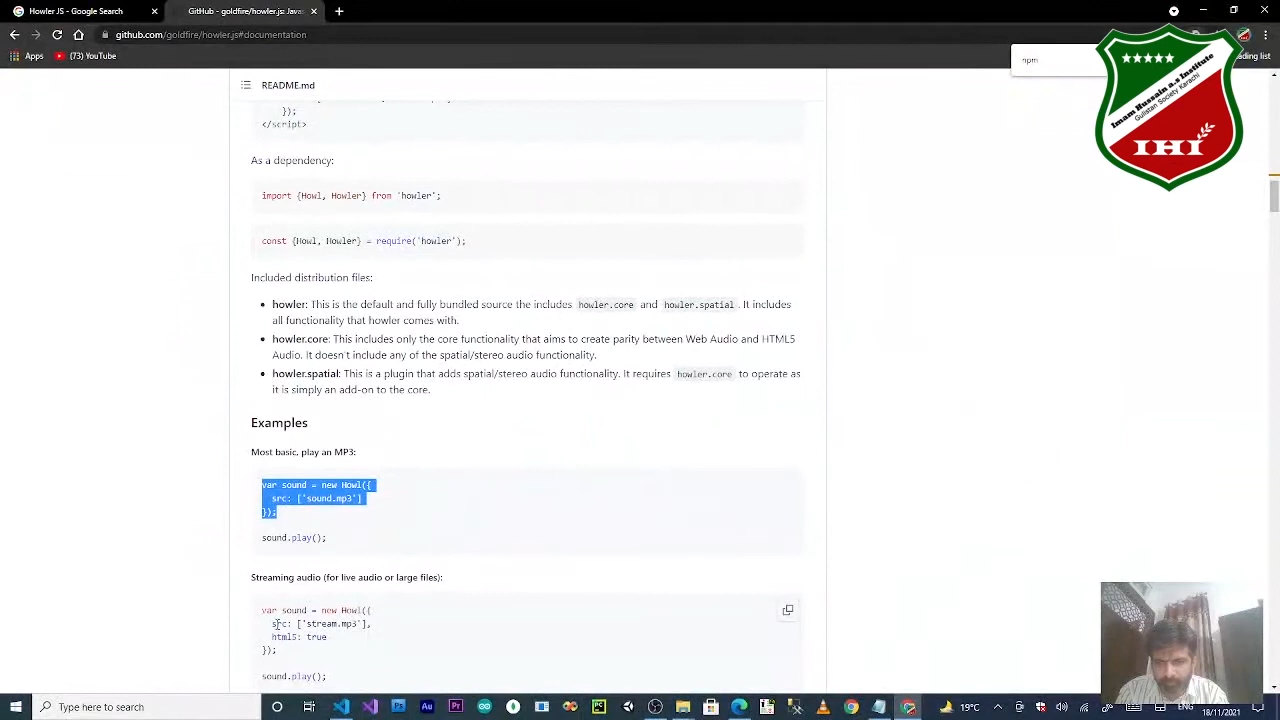 Howler JS - Google Search
GitHub - goldfire/howler.js: Javas
github.com/goldfire/howler.js#documentation
Apps
(73) YouTube
npm
README.md
});
</script>
As a dependency:
import {Howl, Howler} from 'howler';
const {Howl, Howler} = require('howler');
Included distribution files:
howler: This is the default and fully bundled source the includes howler.core and howler.spatial. It includes
all functionality that howler comes with.
howler.core: This includes only the core functionality that aims to create parity between Web Audio and HTML5
Audio. It doesn't include any of the spatial/stereo audio functionality.
howler.spatial: This is a plugin that adds spatial/stereo audio functionality. It requires howler.core to operate as
it is simply an add-on to the core.
Examples
Most basic, play an MP3:
var sound = new Howl({
src: ['sound.mp3']
});
sound.play();
Streaming audio (for live audio or large files):
var sound = new Howl({
src: ['stream.mp3'],
html5: true
});
sound.play();
Imam Hussain a.s Institute
Gulistan Society Karachi
IHI
Type here to search
18/11/2021